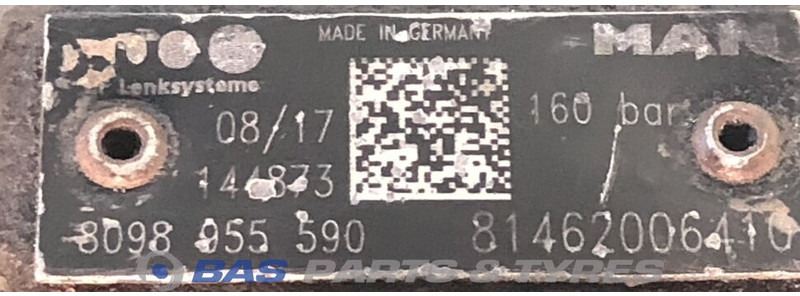 MADE IN GERMANY MAN
Lenksysteme
08/17 160 bar
144873
8098 955 590 81462006410
BAS PARTS & TYRES